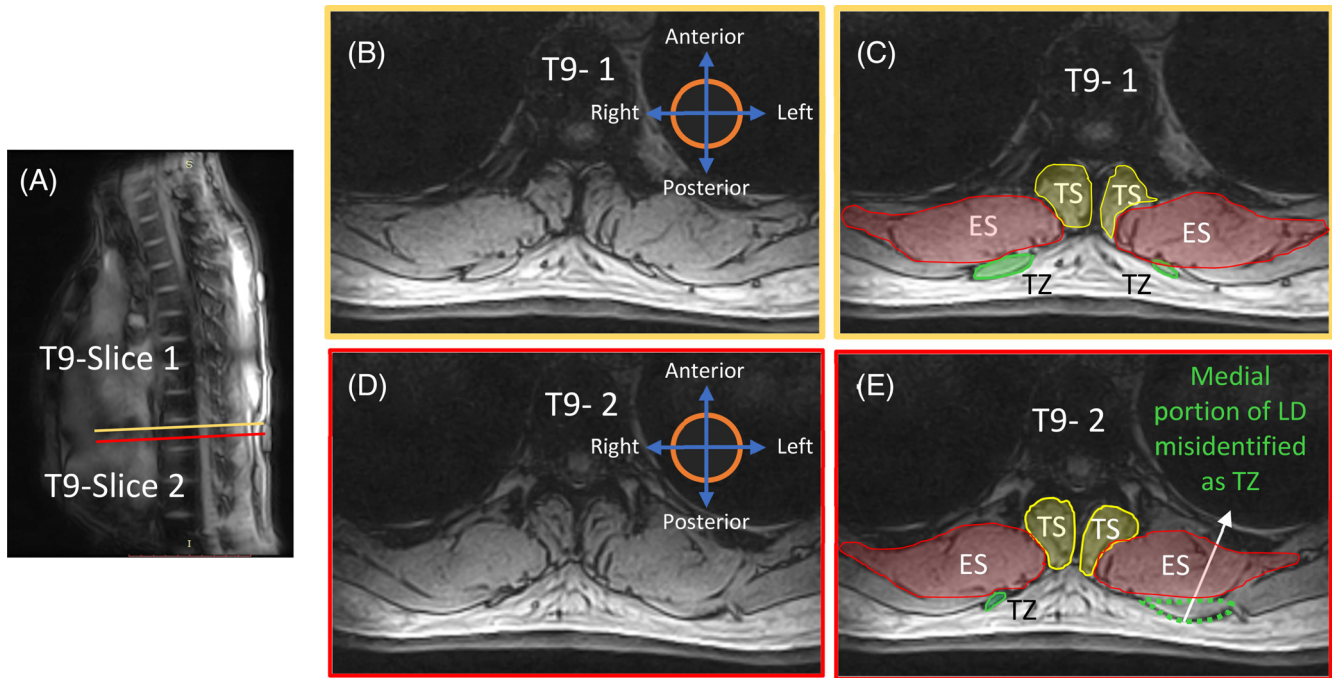 (A)
S
T9-Slice 1
T9-Slice 2
I
(B)
T9- 1
Anterior
Right
Left
Posterior
(C)
T9- 1
TS
TS
ES
ES
TZ
TZ
(D)
T9- 2
Anterior
Right
Left
Posterior
(E)
T9- 2
Medial
portion of LD
misidentified
as TZ
TS
TS
ES
ES
TZ